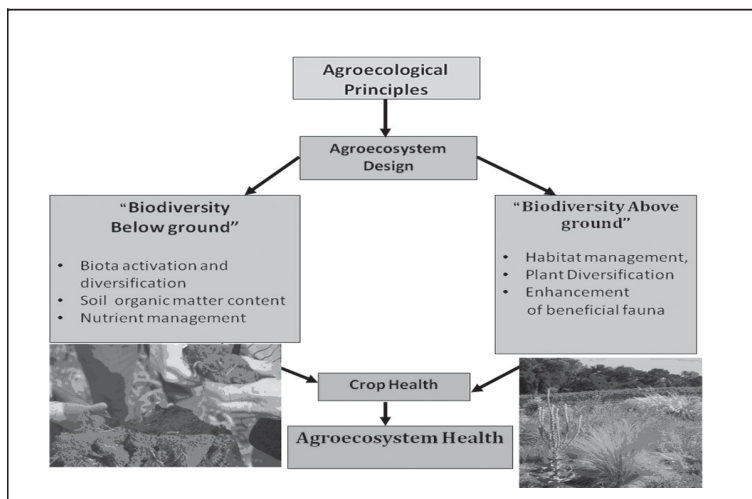 Agroecological
Principles
Agroecosystem
Design
“Biodiversity
Below ground”
• Biota activation and
diversification
• Soil organic matter content
• Nutrient management
“Biodiversity Above
ground”
• Habitat management,
• Plant Diversification
• Enhancement
of beneficial fauna
Crop Health
Agroecosystem Health